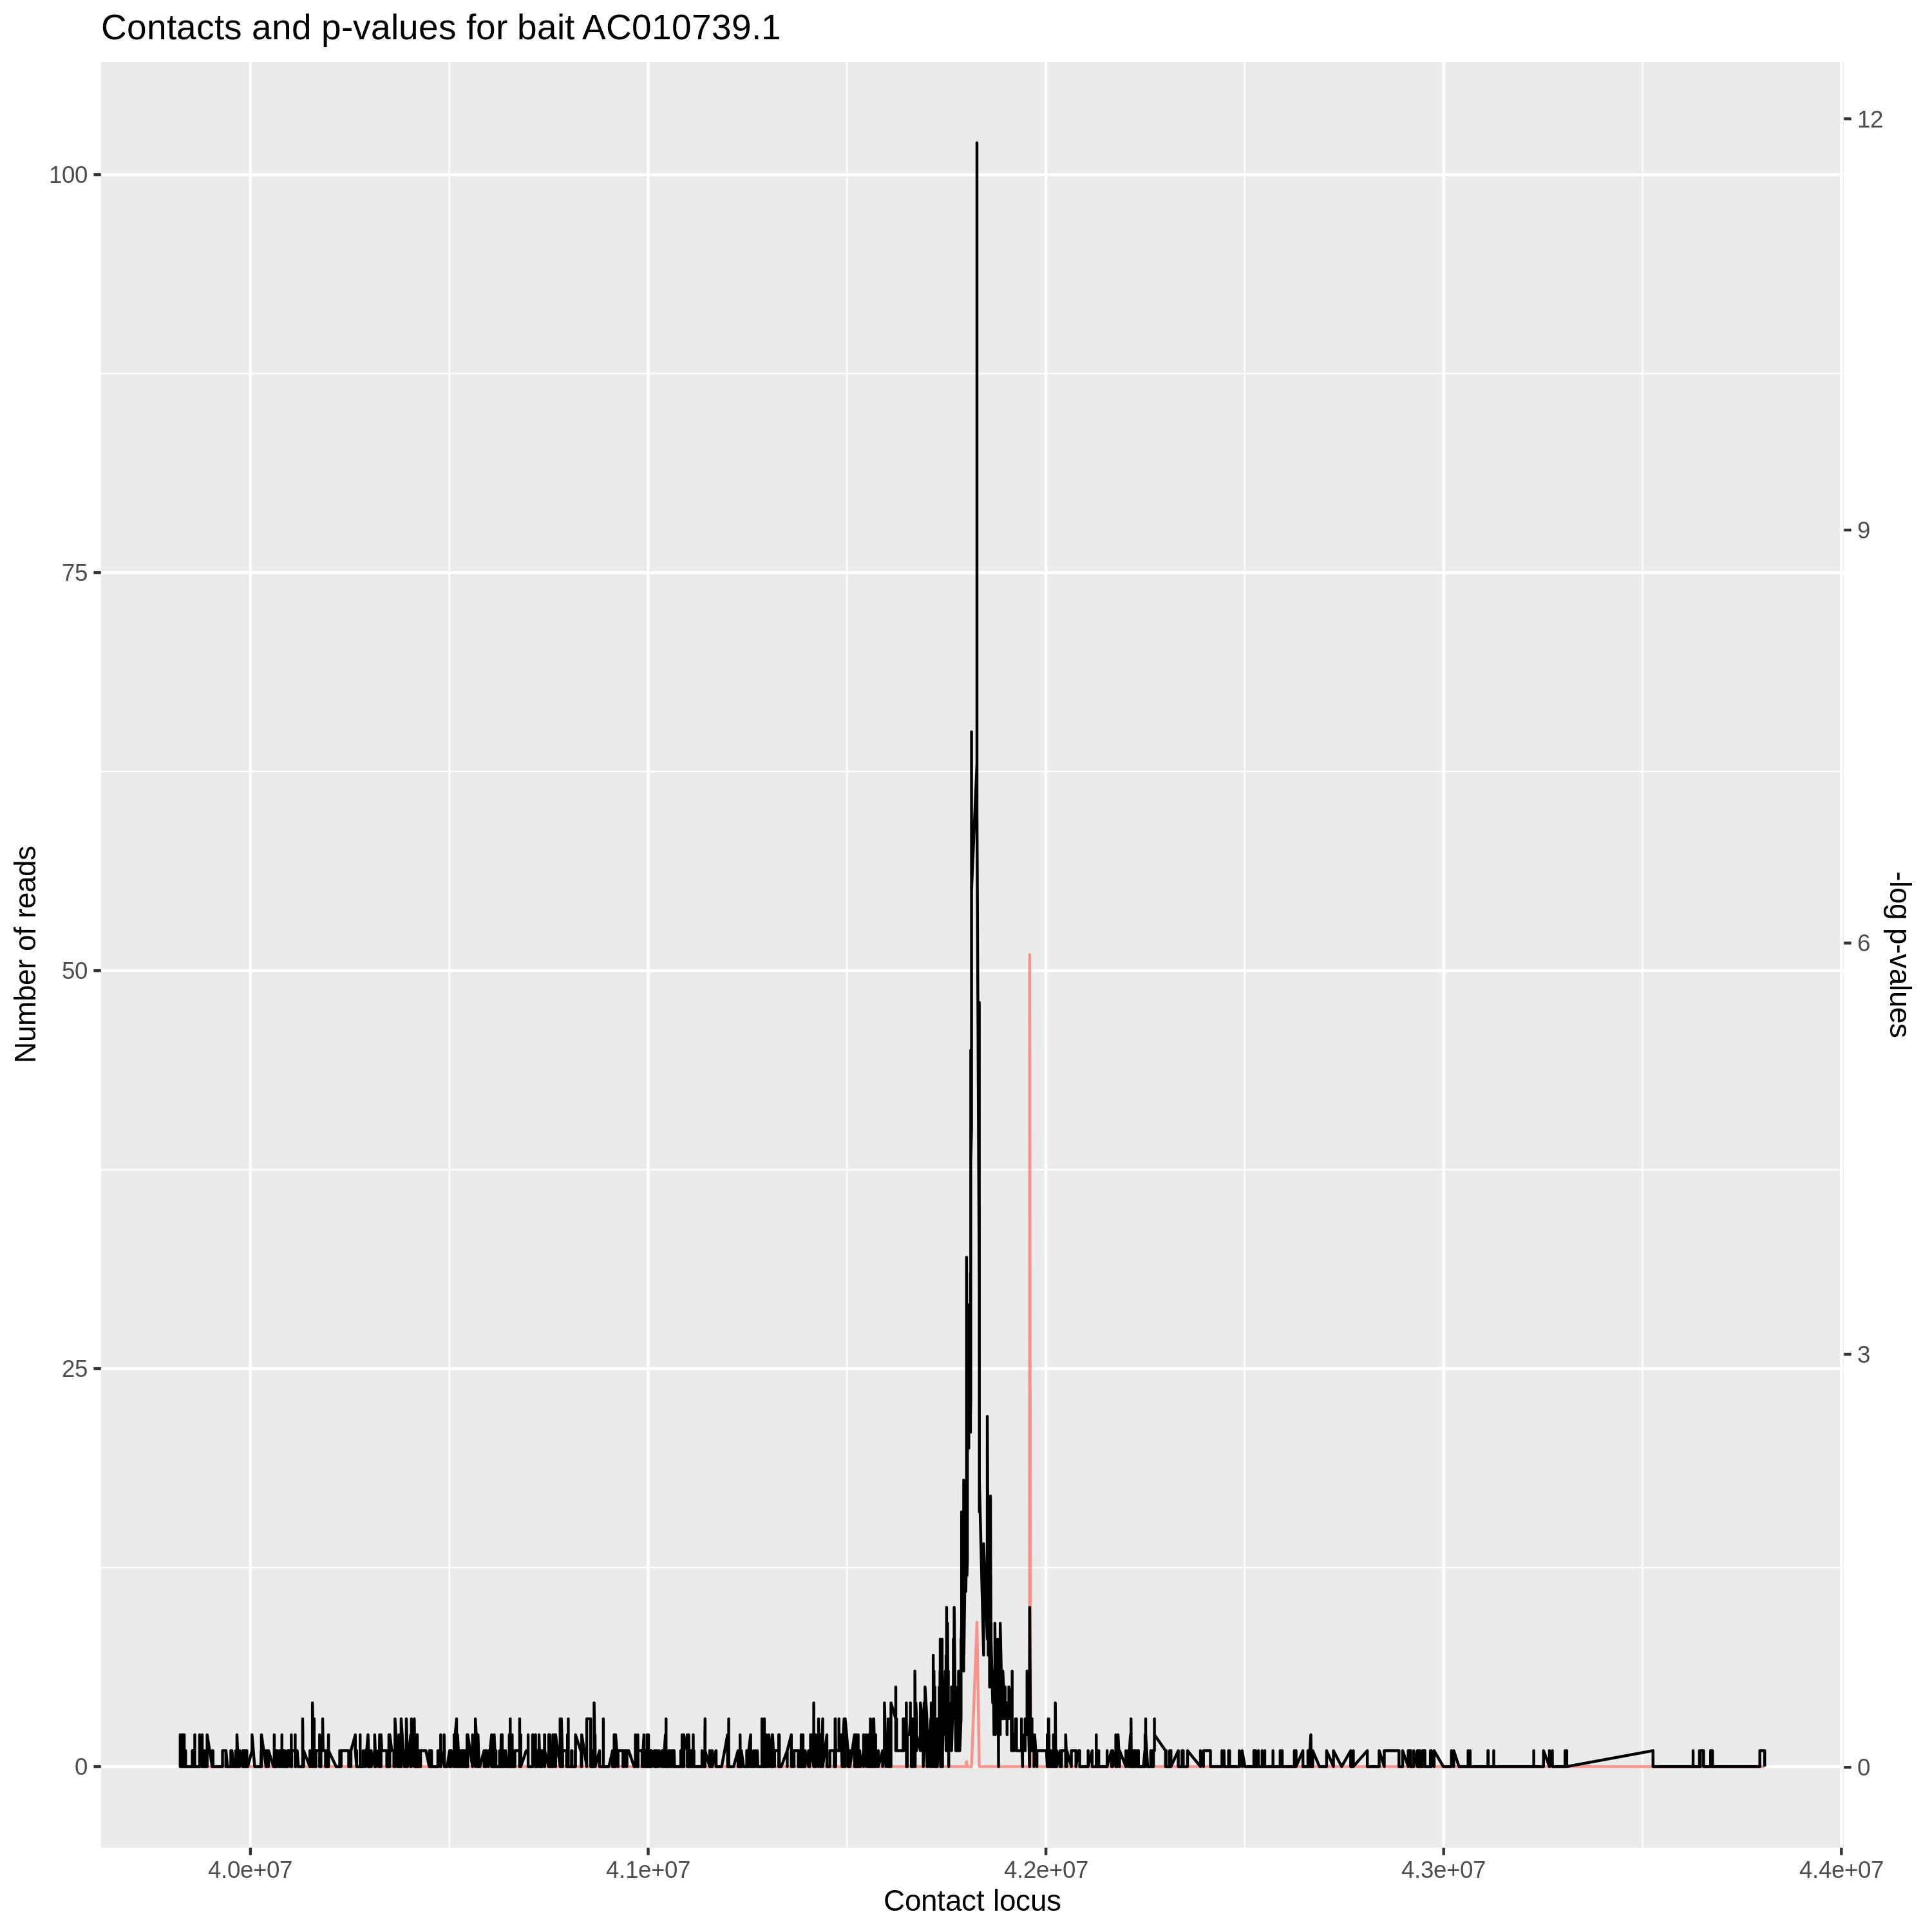 Contacts and p-values for bait AC010739.1
12
100
9
75
6
50
3
25
0
0
Number of reads
-log p-values
4.0e+07 4.1e+07 4.2e+07 4.3e+07 4.4e+07
Contact locus